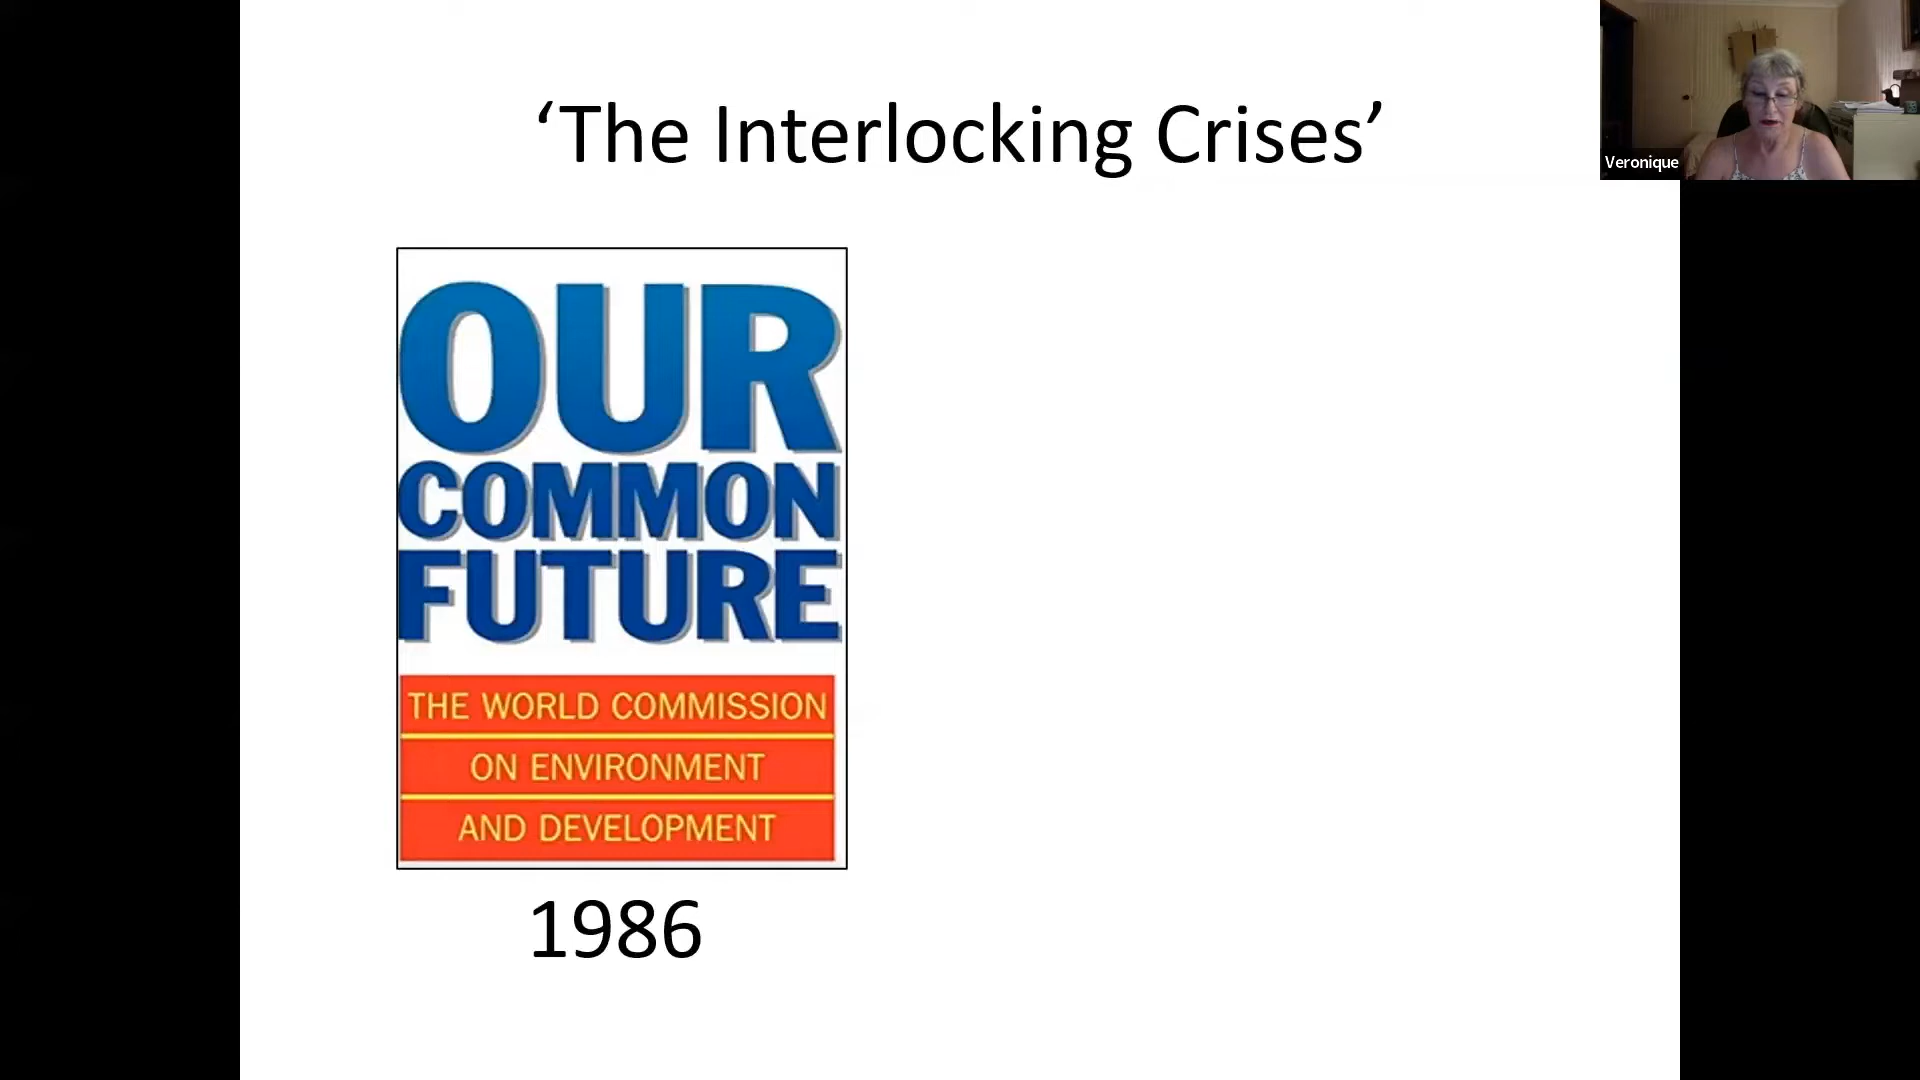 ‘The Interlocking Crises’
Veronique
OUR
COMMON
FUTURE
THE WORLD COMMISSION
ON ENVIRONMENT
AND DEVELOPMENT
1986